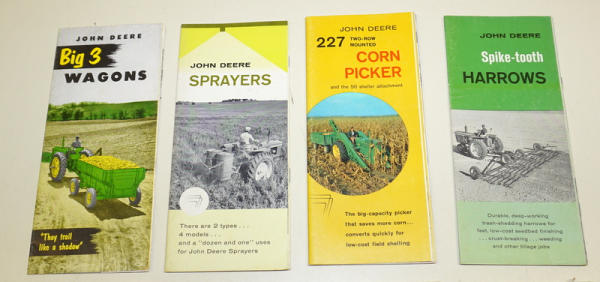 JOHN DEERE
Big 3
WAGONS
"They trail
like a shadow"
JOHN DEERE
SPRAYERS
There are 2 types...
4 models...
and a "dozen and one" uses
for John Deere Sprayers
JOHN DEERE
227 TWO-ROW
MOUNTED
CORN
PICKER
and the 50 sheller attachment
The big-capacity picker
that saves more corn...
converts quickly for
low-cost field shelling
JOHN DEERE
Spike-tooth
HARROWS
Durable, deep-working
trash-shedding harrows for
fast, low-cost seedbed finishing
...crust-breaking...weeding
and other tillage jobs